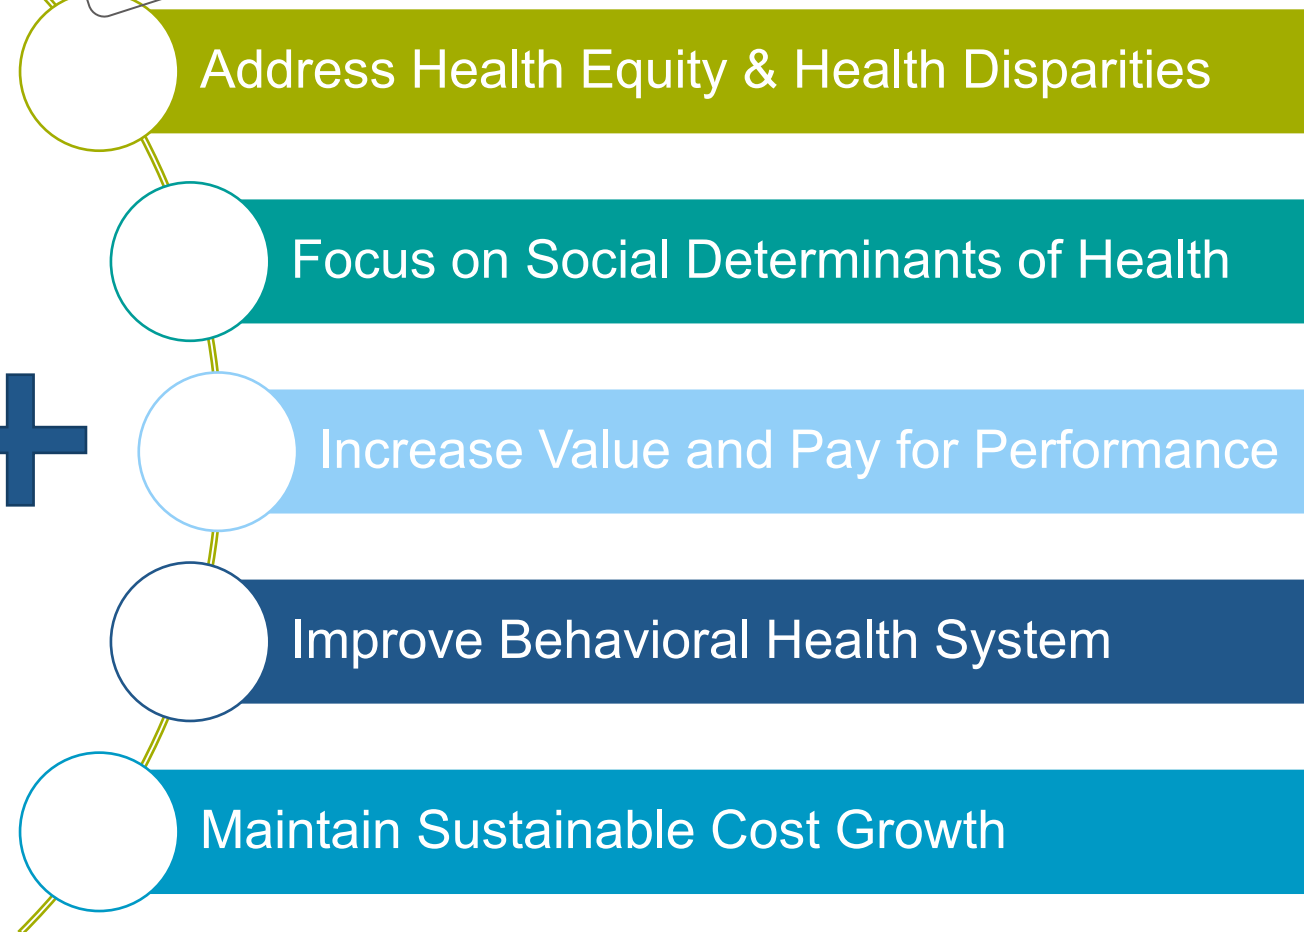 Address Health Equity & Health Disparities
Focus on Social Determinants of Health
Increase Value and Pay for Performance
Improve Behavioral Health System
Maintain Sustainable Cost Growth